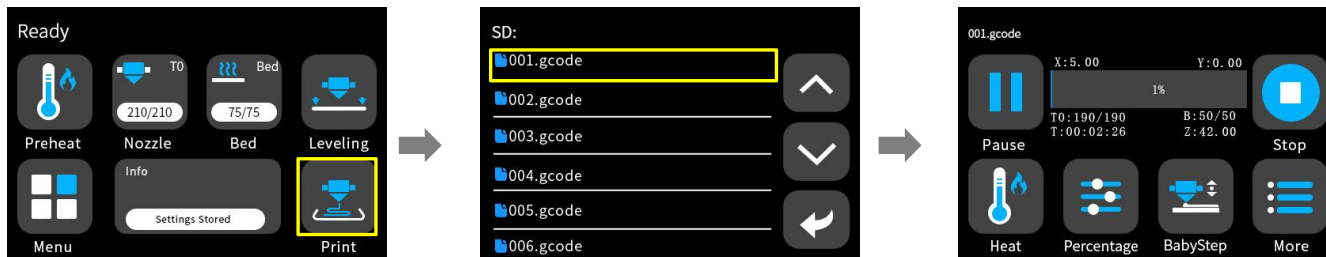 Ready
T0
Bed
210/210
75/75
Preheat
Nozzle
Bed
Leveling
Info
Settings Stored
Menu
Print
SD:
001.gcode
002.gcode
003.gcode
004.gcode
005.gcode
006.gcode
001.gcode
X:5.00 Y:0.00
1%
T0:190/190 B:50/50
T:00:02:26 Z:42.00
Pause
Stop
Heat
Percentage
BabyStep
More